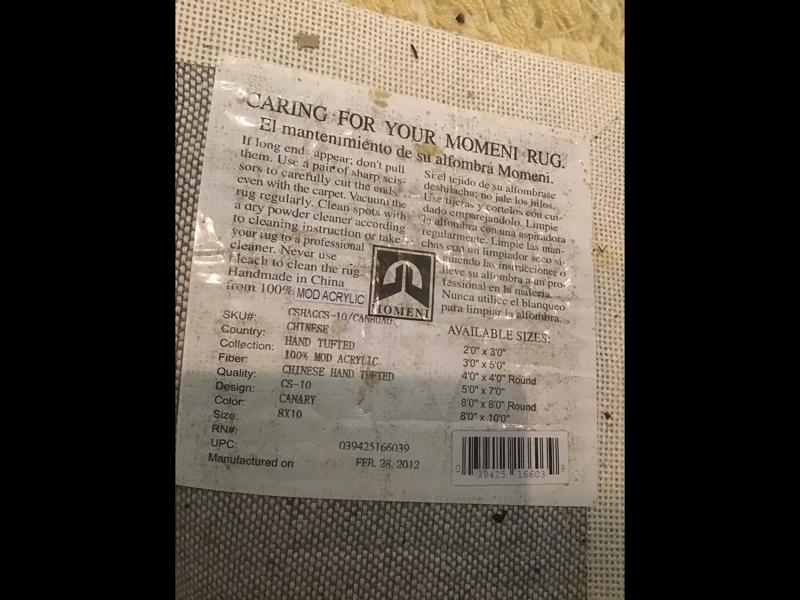 CARING FOR YOUR MOMENI RUG.
El mantenimiento de su alfombra Momeni.
If long ends appear; don't pull
them. Use a pair of sharp scis-
sors to carefully cut the ends
even with the carpet. Vacuum the
rug regularly. Clean spots with
a dry powder cleaner according
to cleaning instruction or take
your rug to a professional
cleaner. Never use
bleach to clean the rug.
Handmade in China
from 100% MOD ACRYLIC
Si el tejido de su alfombrase
deshilacha; no jale los hilos.
Use tijeras y cortelos con cui-
dado emparejandolo. Limpie
la alfombra con una aspiradora
regularmente. Limpie las man-
chas con un limpiador seco si-
guiendo las instrucciones o
lleve su alfombra a un pro-
fessional en la materia.
Nunca utilice el blanqueo
para limpiar la alfombra.
MOMENI
SKU#:
Country: CHINESE
Collection: HAND TUFTED
Fiber: 100% MOD ACRYLIC
Quality: CHINESE HAND TUFTED
Design: CS-10
Color: CANARY
Size: 8X10
RN#:
UPC: 039425166039
Manufactured on FEB. 28, 2012
AVAILABLE SIZES:
2'0" x 3'0"
3'0" x 5'0"
4'0" x 4'0" Round
5'0" x 7'0"
8'0" x 8'0" Round
8'0" x 10'0"
0 39425 16603 9